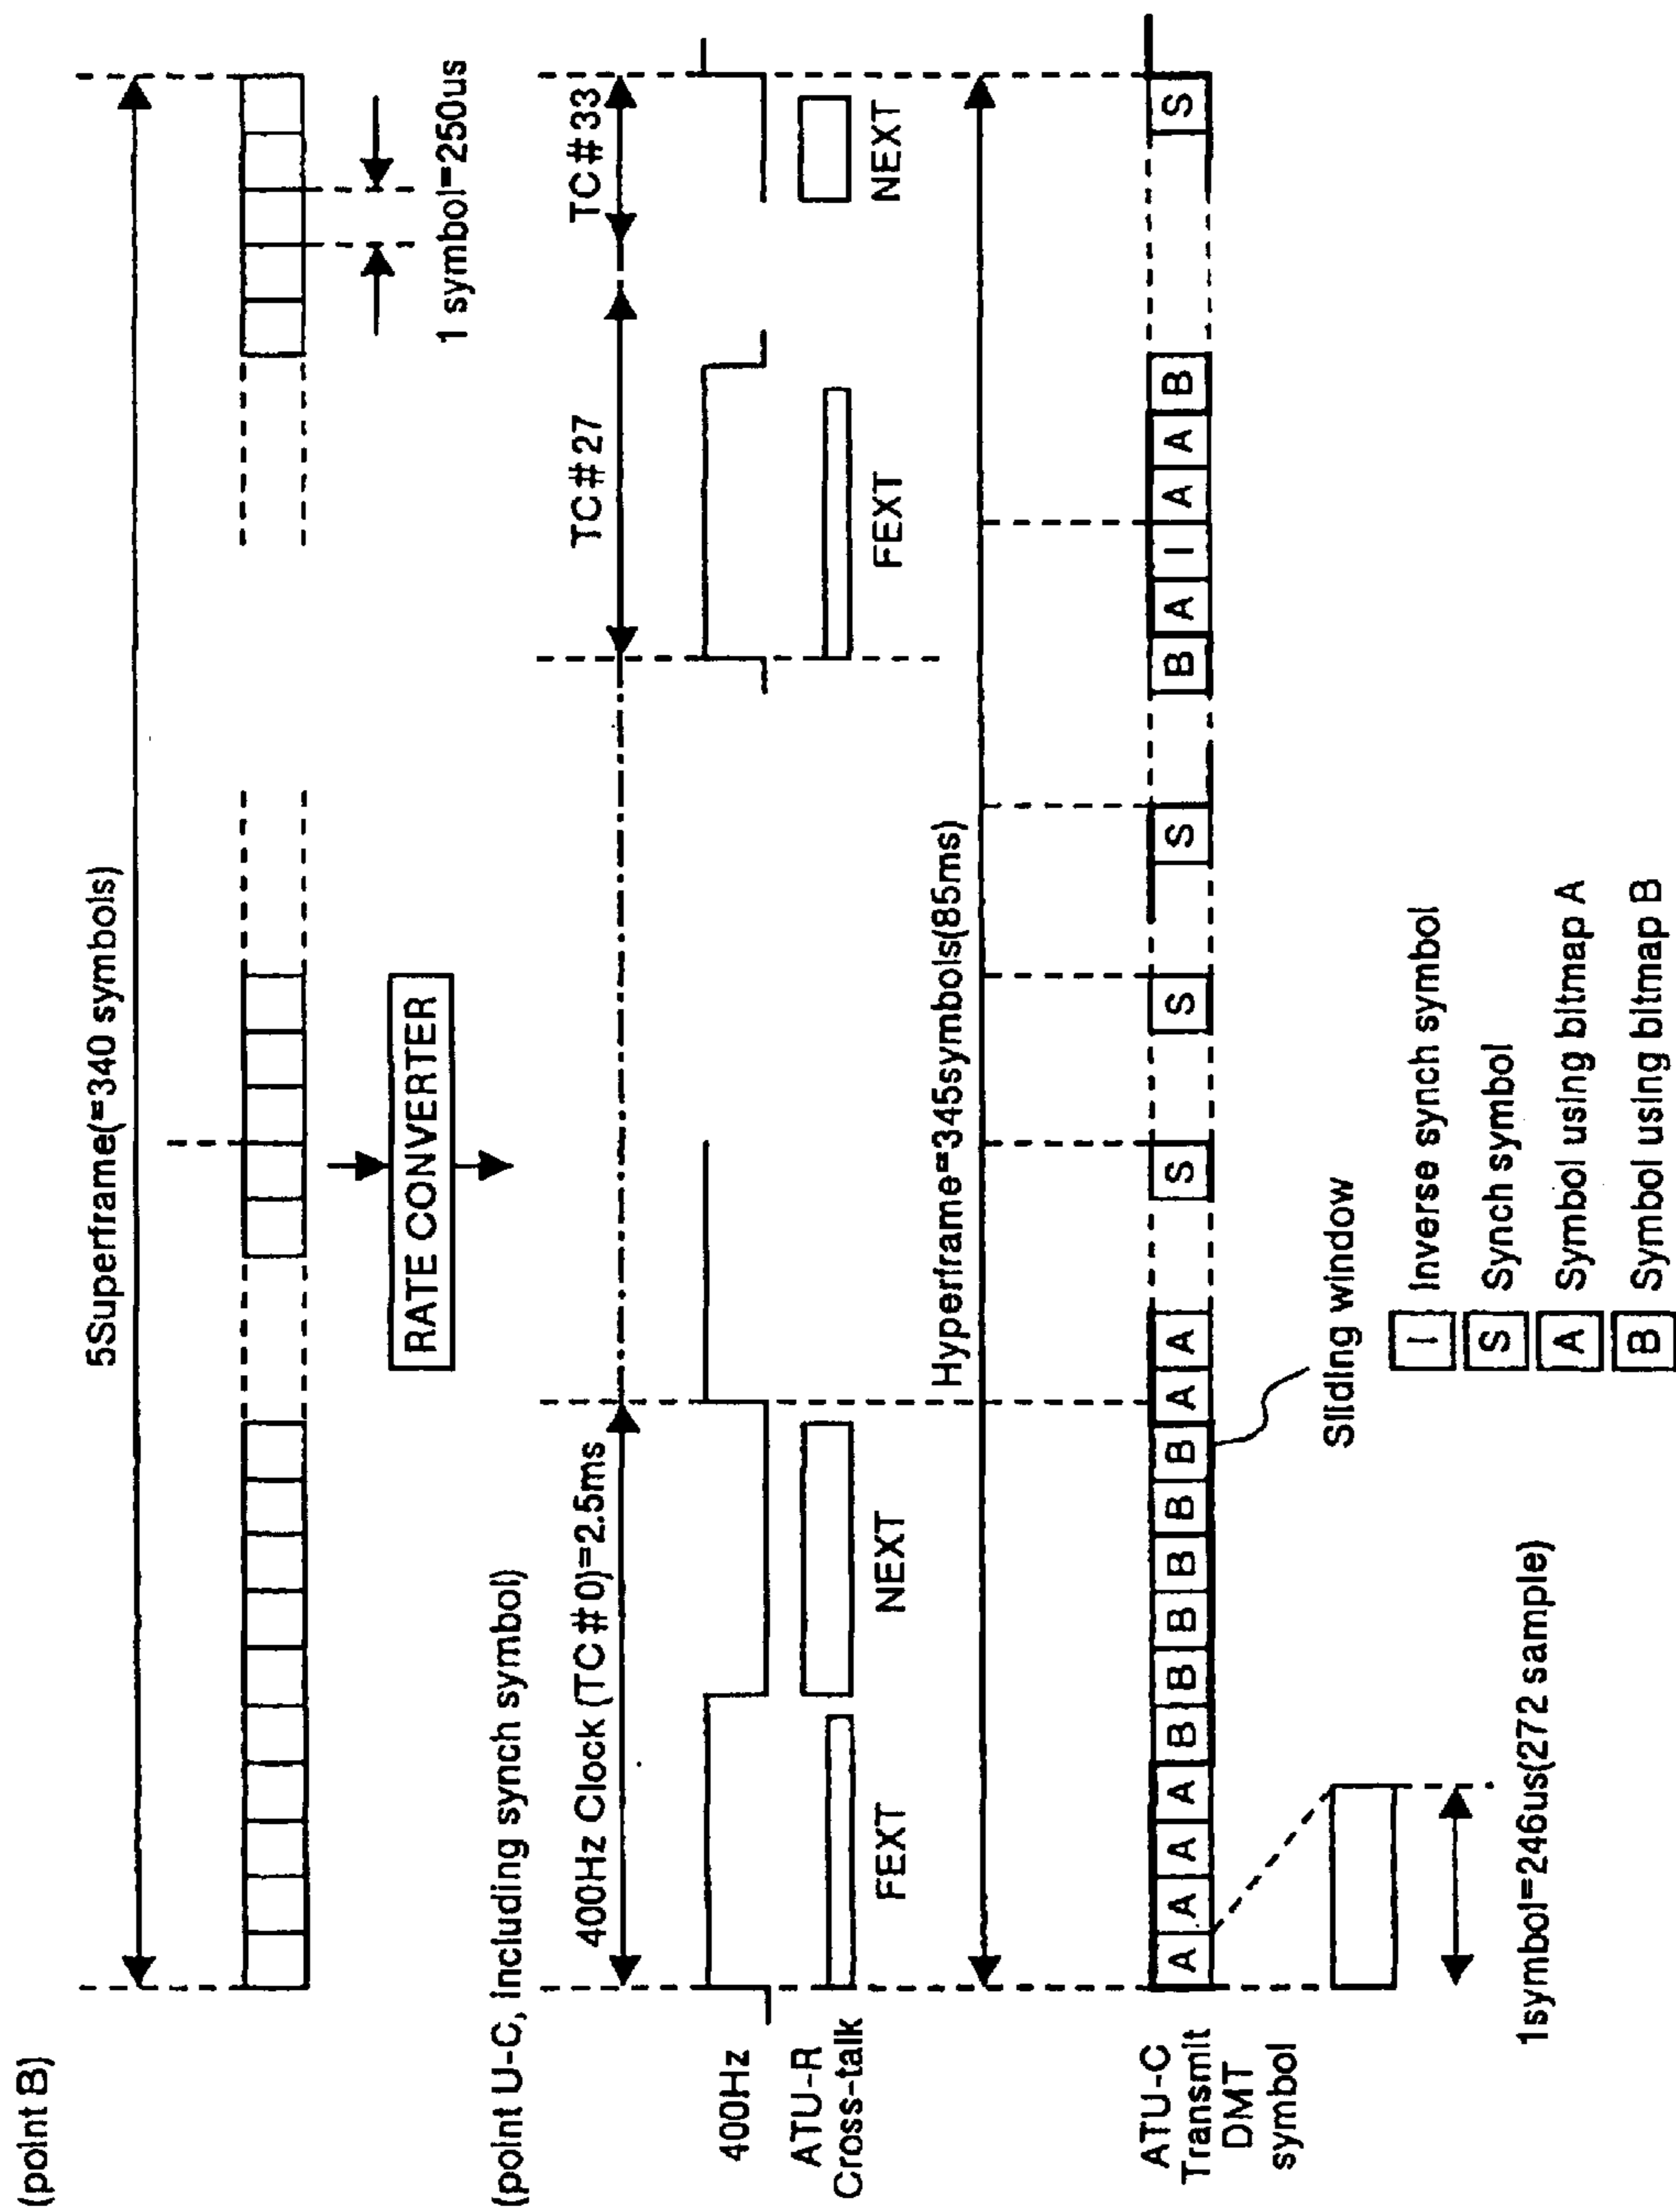 (point B)
5Superframe(=340 symbols)
1 symbol=250us
RATE CONVERTER
(point U-C, including synch symbol)
400Hz Clock (TC#0)=2.5ms
TC#27
TC#33
400Hz
ATU-R
Cross-talk
FEXT
NEXT
FEXT
NEXT
Hyperframe=345symbols(85ms)
ATU-C
Transmit
DMT
symbol
A A A A B B B B B B A A S S S B A I A A B S
Sliding window
1symbol=246us(272 sample)
I Inverse synch symbol
S Synch symbol
A Symbol using bitmap A
B Symbol using bitmap B